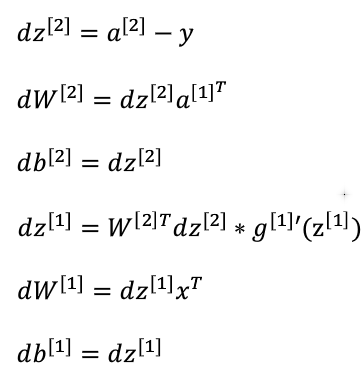 dz^[2] = a^[2] − y
dW^[2] = dz^[2]a^[1]^T
db^[2] = dz^[2]
dz^[1] = W^[2]T dz^[2] ∗ g^[1]′(z^[1])
dW^[1] = dz^[1]x^T
db^[1] = dz^[1]